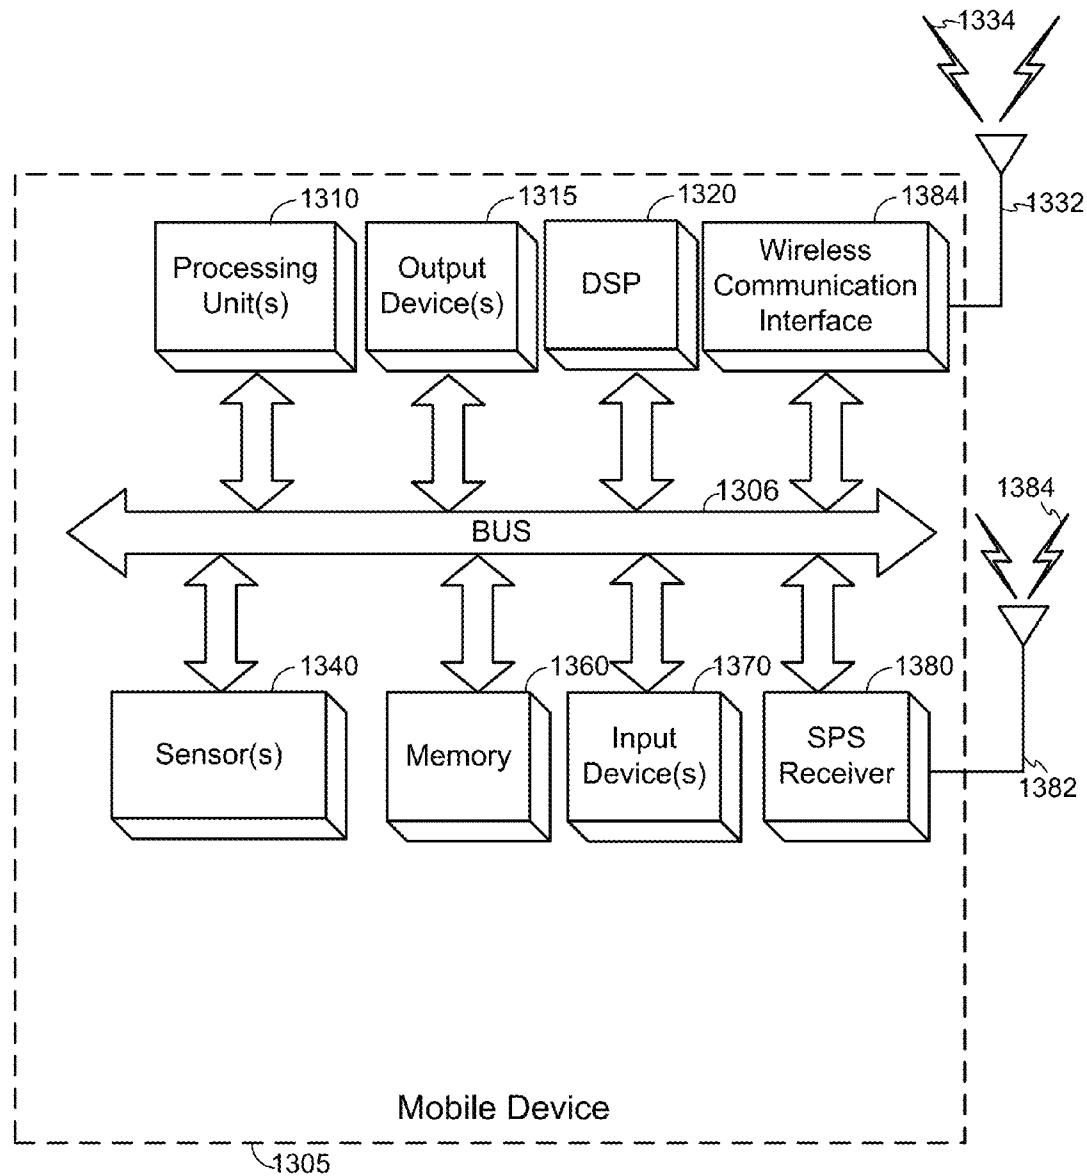 1334
1332
1310
1315
1320
1384
Processing
Unit(s)
Output
Device(s)
DSP
Wireless
Communication
Interface
1306
BUS
1384
1340
1360
1370
1380
Sensor(s)
Memory
Input
Device(s)
SPS
Receiver
1382
Mobile Device
1305